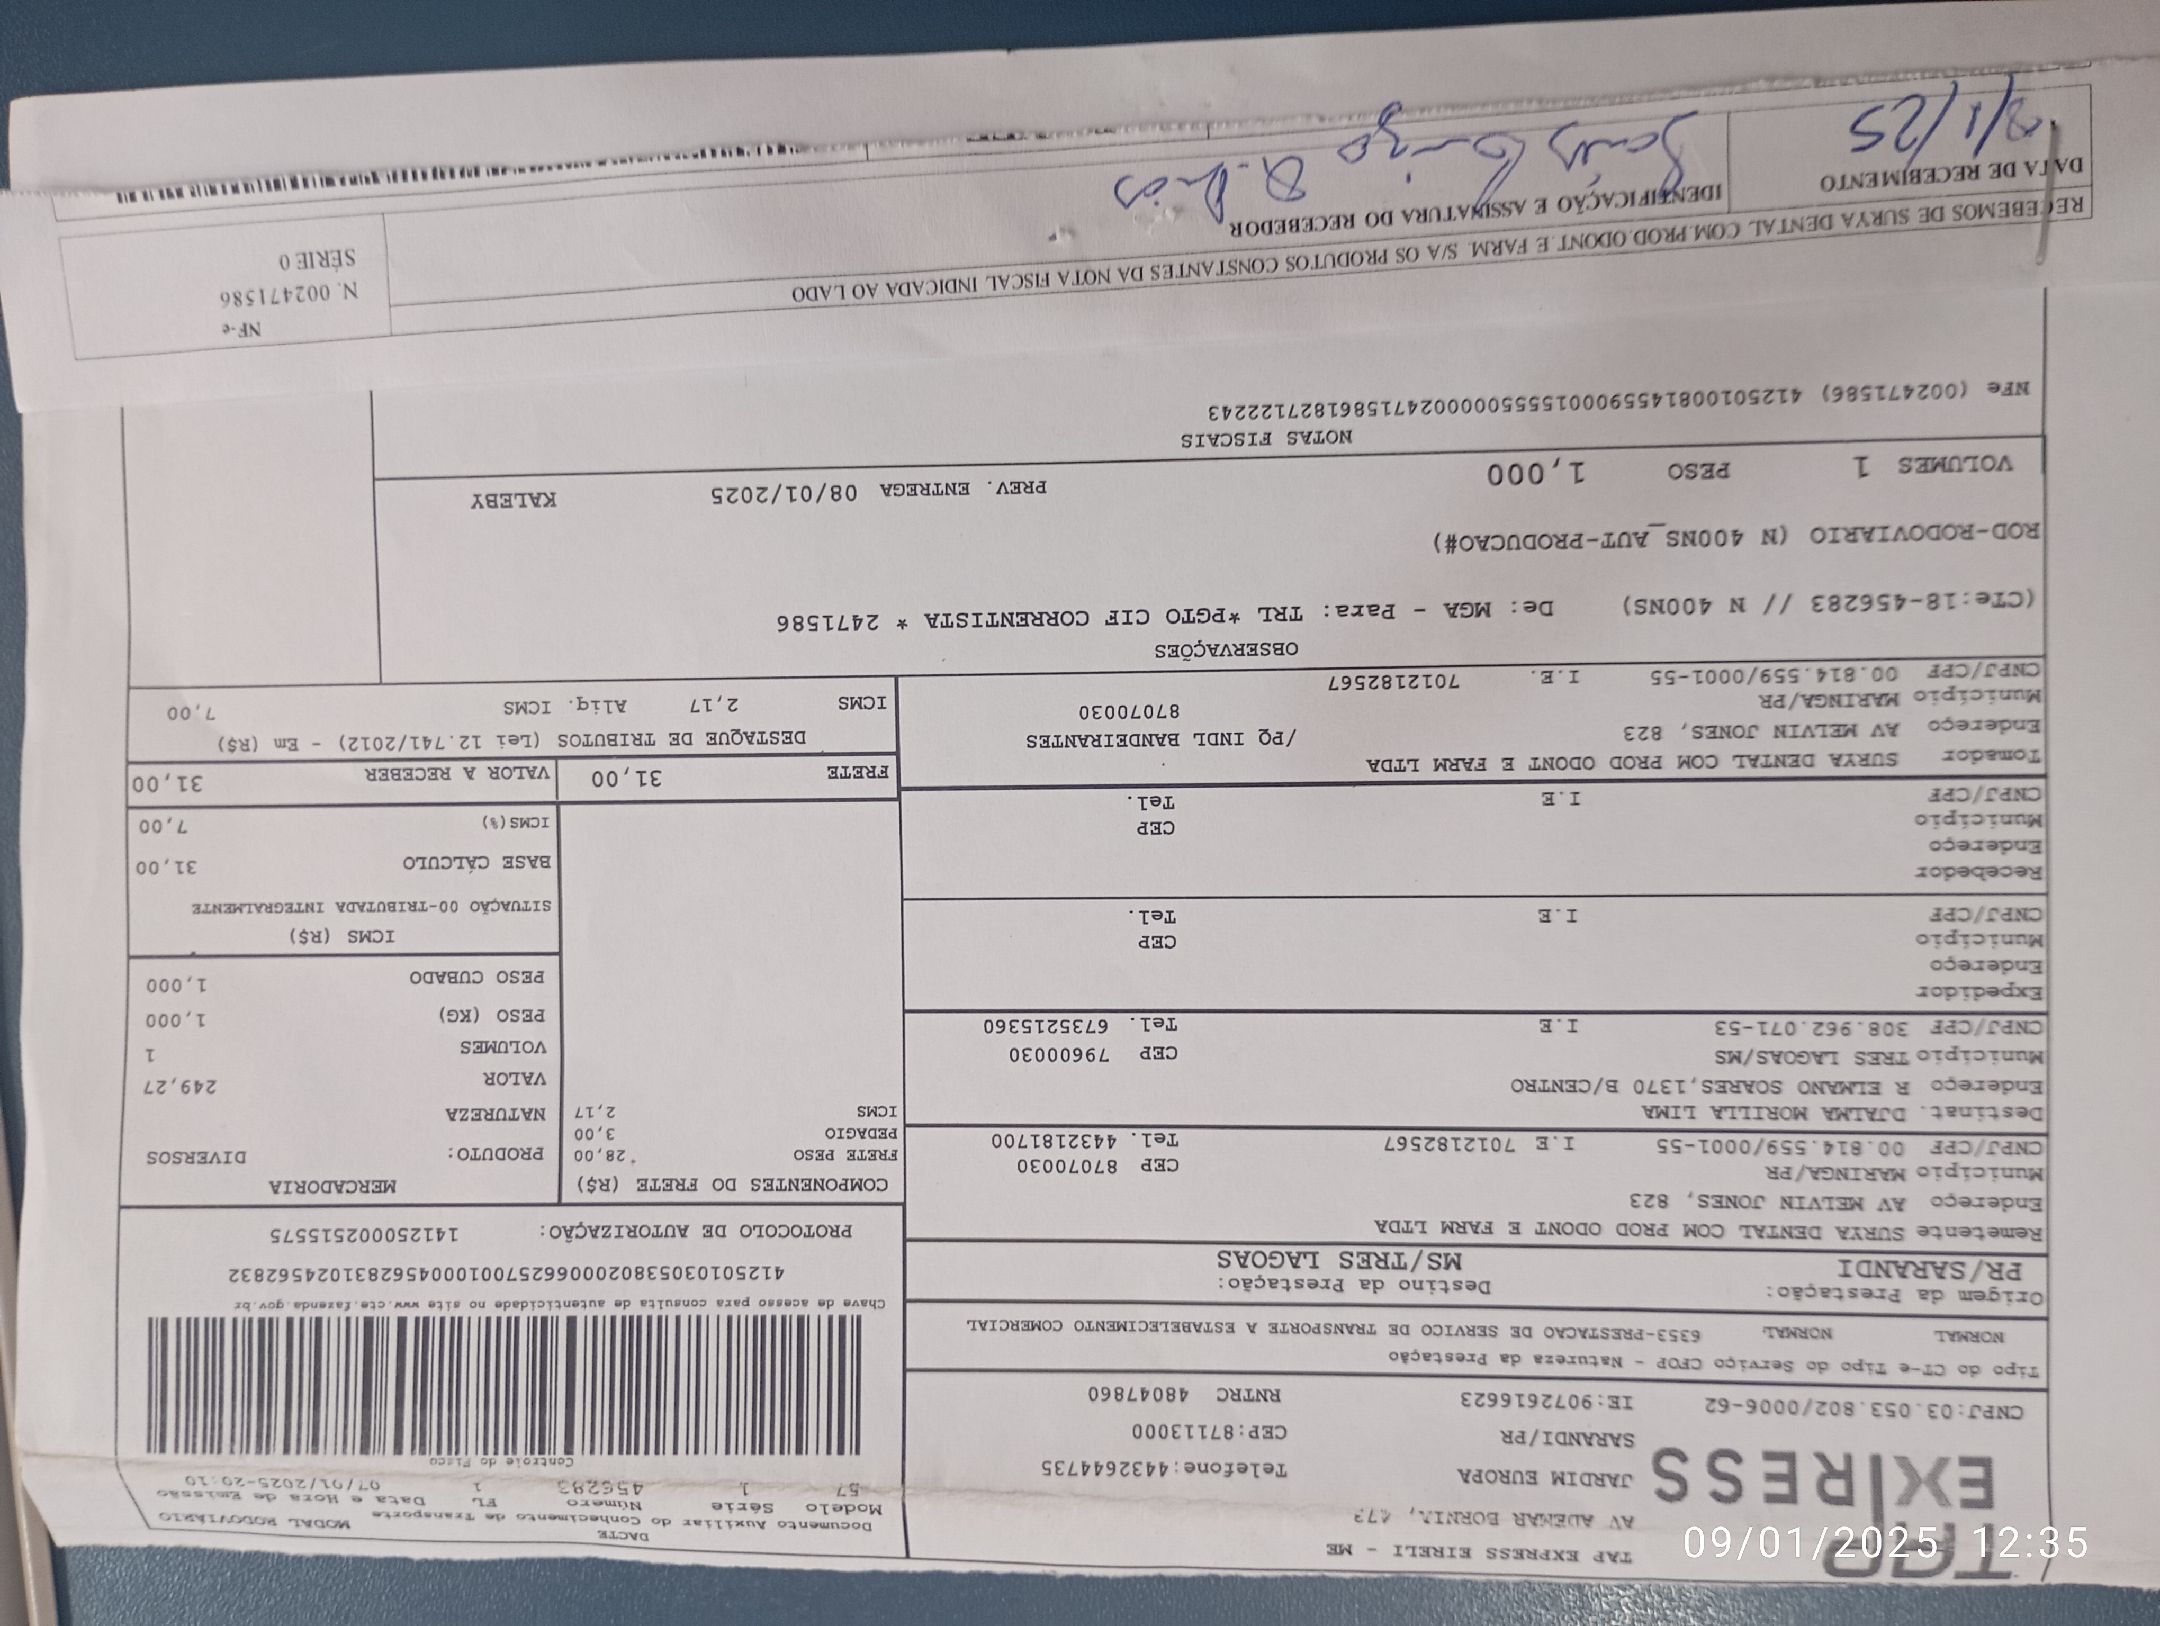 TAP
EXPRESS
TAP EXPRESS EIRELI - ME
AV ADEMAR BORNIA, 473
JARDIM EUROPA Telefone:4432644735
SARANDI/PR CEP:87113000
CNPJ:03.053.802/0006-62 IE:9072616623 RNTRC 48047860
DACTE
Documento Auxiliar do Conhecimento de Transporte MODAL RODOVIÁRIO
Modelo Série Número FL Data e Hora de Emissão
57 1 456283 1 07/01/2025-20:10
Controle do Fisco
Chave de acesso para consulta de autenticidade no site www.cte.fazenda.gov.br
41250103053802000662570010004562831024562832
PROTOCOLO DE AUTORIZAÇÃO: 141250002515575
Tipo do CT-e Tipo do Serviço CFOP - Natureza da Prestação
NORMAL NORMAL 6353-PRESTACAO DE SERVICO DE TRANSPORTE A ESTABELECIMENTO COMERCIAL
Origem da Prestação: Destino da Prestação:
PR/SARANDI MS/TRES LAGOAS
Remetente SURYA DENTAL COM PROD ODONT E FARM LTDA
Endereço AV MELVIN JONES, 823
Município MARINGA/PR CEP 87070030
CNPJ/CPF 00.814.559/0001-55 I.E 7012182567 Tel. 4432181700
Destinat. DJALMA MORILLA LIMA
Endereço R ELMANO SOARES,1370 B/CENTRO
Município TRES LAGOAS/MS CEP 79600030
CNPJ/CPF 308.962.071-53 I.E Tel. 6735215360
Expedidor
Endereço
Município CEP
CNPJ/CPF I.E Tel.
Recebedor
Endereço
Município CEP
CNPJ/CPF I.E Tel.
Tomador SURYA DENTAL COM PROD ODONT E FARM LTDA
Endereço AV MELVIN JONES, 823 /PQ INDL BANDEIRANTES
Município MARINGA/PR 87070030
CNPJ/CPF 00.814.559/0001-55 I.E. 7012182567
COMPONENTES DO FRETE (R$)
FRETE PESO 28,00
PEDAGIO 3,00
ICMS 2,17
MERCADORIA
PRODUTO: DIVERSOS
NATUREZA
VALOR 249,27
VOLUMES 1
PESO (KG) 1,000
PESO CUBADO 1,000
ICMS (R$)
SITUAÇÃO 00-TRIBUTADA INTEGRALMENTE
BASE CÁLCULO 31,00
ICMS(%) 7,00
FRETE 31,00 VALOR A RECEBER 31,00
DESTAQUE DE TRIBUTOS (Lei 12.741/2012) - Em (R$)
ICMS 2,17 Aliq. ICMS 7,00
OBSERVAÇÕES
(CTe:18-456283 // N 400NS) De: MGA - Para: TRL *PGTO CIF CORRENTISTA * 2471586
ROD-RODOVIARIO (N 400NS_AUT-PRODUCAO#)
PREV. ENTREGA 08/01/2025 KALEBY
VOLUMES 1 PESO 1,000
NOTAS FISCAIS
NFe (002471586) 41250100814559000155550000024715861827122243
RECEBEMOS DE SURYA DENTAL COM.PROD.ODONT.E FARM. S/A OS PRODUTOS CONSTANTES DA NOTA FISCAL INDICADA AO LADO
DATA DE RECEBIMENTO IDENTIFICAÇÃO E ASSINATURA DO RECEBEDOR
NF-e
N. 002471586
SÉRIE 0
09/01/2025 12:35